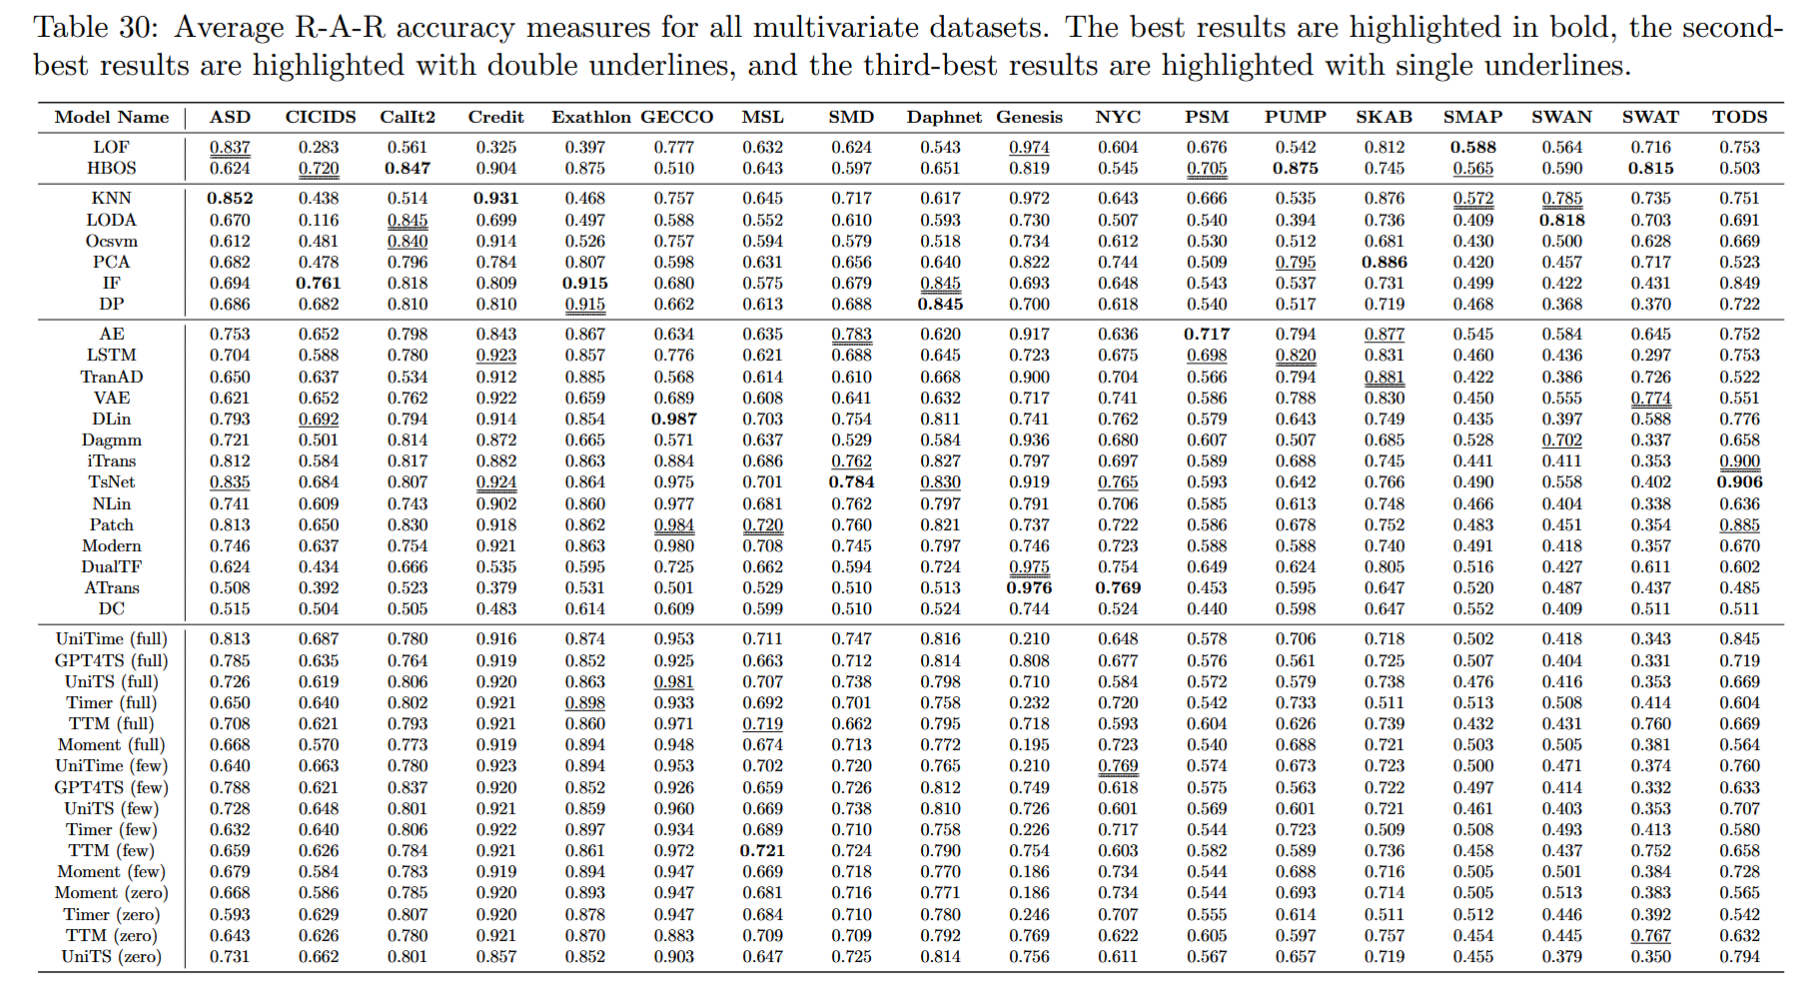 Table 30: Average R-A-R accuracy measures for all multivariate datasets. The best results are highlighted in bold, the second-
best results are highlighted with double underlines, and the third-best results are highlighted with single underlines.
Model Name ASD CICIDS CalIt2 Credit Exathlon GECCO MSL SMD Daphnet Genesis NYC PSM PUMP SKAB SMAP SWAN SWAT TODS
LOF 0.837 0.283 0.561 0.325 0.397 0.777 0.632 0.624 0.543 0.974 0.604 0.676 0.542 0.812 0.588 0.564 0.716 0.753
HBOS 0.624 0.720 0.847 0.904 0.875 0.510 0.643 0.597 0.651 0.819 0.545 0.705 0.875 0.745 0.565 0.590 0.815 0.503
KNN 0.852 0.438 0.514 0.931 0.468 0.757 0.645 0.717 0.617 0.972 0.643 0.666 0.535 0.876 0.572 0.785 0.735 0.751
LODA 0.670 0.116 0.845 0.699 0.497 0.588 0.552 0.610 0.593 0.730 0.507 0.540 0.394 0.736 0.409 0.818 0.703 0.691
Ocsvm 0.612 0.481 0.840 0.914 0.526 0.757 0.594 0.579 0.518 0.734 0.612 0.530 0.512 0.681 0.430 0.500 0.628 0.669
PCA 0.682 0.478 0.796 0.784 0.807 0.598 0.631 0.656 0.640 0.822 0.744 0.509 0.795 0.886 0.420 0.457 0.717 0.523
IF 0.694 0.761 0.818 0.809 0.915 0.680 0.575 0.679 0.845 0.693 0.648 0.543 0.537 0.731 0.499 0.422 0.431 0.849
DP 0.686 0.682 0.810 0.810 0.915 0.662 0.613 0.688 0.845 0.700 0.618 0.540 0.517 0.719 0.468 0.368 0.370 0.722
AE 0.753 0.652 0.798 0.843 0.867 0.634 0.635 0.783 0.620 0.917 0.636 0.717 0.794 0.877 0.545 0.584 0.645 0.752
LSTM 0.704 0.588 0.780 0.923 0.857 0.776 0.621 0.688 0.645 0.723 0.675 0.698 0.820 0.831 0.460 0.436 0.297 0.753
TranAD 0.650 0.637 0.534 0.912 0.885 0.568 0.614 0.610 0.668 0.900 0.704 0.566 0.794 0.881 0.422 0.386 0.726 0.522
VAE 0.621 0.652 0.762 0.922 0.659 0.689 0.608 0.641 0.632 0.717 0.741 0.586 0.788 0.830 0.450 0.555 0.774 0.551
DLin 0.793 0.692 0.794 0.914 0.854 0.987 0.703 0.754 0.811 0.741 0.762 0.579 0.643 0.749 0.435 0.397 0.588 0.776
Dagmm 0.721 0.501 0.814 0.872 0.665 0.571 0.637 0.529 0.584 0.936 0.680 0.607 0.507 0.685 0.528 0.702 0.337 0.658
iTrans 0.812 0.584 0.817 0.882 0.863 0.884 0.686 0.762 0.827 0.797 0.697 0.589 0.688 0.745 0.441 0.411 0.353 0.900
TsNet 0.835 0.684 0.807 0.924 0.864 0.975 0.701 0.784 0.830 0.919 0.765 0.593 0.642 0.766 0.490 0.558 0.402 0.906
NLin 0.741 0.609 0.743 0.902 0.860 0.977 0.681 0.762 0.797 0.791 0.706 0.585 0.613 0.748 0.466 0.404 0.338 0.636
Patch 0.813 0.650 0.830 0.918 0.862 0.984 0.720 0.760 0.821 0.737 0.722 0.586 0.678 0.752 0.483 0.451 0.354 0.885
Modern 0.746 0.637 0.754 0.921 0.863 0.980 0.708 0.745 0.797 0.746 0.723 0.588 0.588 0.740 0.491 0.418 0.357 0.670
DualTF 0.624 0.434 0.666 0.535 0.595 0.725 0.662 0.594 0.724 0.975 0.754 0.649 0.624 0.805 0.516 0.427 0.611 0.602
ATrans 0.508 0.392 0.523 0.379 0.531 0.501 0.529 0.510 0.513 0.976 0.769 0.453 0.595 0.647 0.520 0.487 0.437 0.485
DC 0.515 0.504 0.505 0.483 0.614 0.609 0.599 0.510 0.524 0.744 0.524 0.440 0.598 0.647 0.552 0.409 0.511 0.511
UniTime (full) 0.813 0.687 0.780 0.916 0.874 0.953 0.711 0.747 0.816 0.210 0.648 0.578 0.706 0.718 0.502 0.418 0.343 0.845
GPT4TS (full) 0.785 0.635 0.764 0.919 0.852 0.925 0.663 0.712 0.814 0.808 0.677 0.576 0.561 0.725 0.507 0.404 0.331 0.719
UniTS (full) 0.726 0.619 0.806 0.920 0.863 0.981 0.707 0.738 0.798 0.710 0.584 0.572 0.579 0.738 0.476 0.416 0.353 0.669
Timer (full) 0.650 0.640 0.802 0.921 0.898 0.933 0.692 0.701 0.758 0.232 0.720 0.542 0.733 0.511 0.513 0.508 0.414 0.604
TTM (full) 0.708 0.621 0.793 0.921 0.860 0.971 0.719 0.662 0.795 0.718 0.593 0.604 0.626 0.739 0.432 0.431 0.760 0.669
Moment (full) 0.668 0.570 0.773 0.919 0.894 0.948 0.674 0.713 0.772 0.195 0.723 0.540 0.688 0.721 0.503 0.505 0.381 0.564
UniTime (few) 0.640 0.663 0.780 0.923 0.894 0.953 0.702 0.720 0.765 0.210 0.769 0.574 0.673 0.723 0.500 0.471 0.374 0.760
GPT4TS (few) 0.788 0.621 0.837 0.920 0.852 0.926 0.659 0.726 0.812 0.749 0.618 0.575 0.563 0.722 0.497 0.414 0.332 0.633
UniTS (few) 0.728 0.648 0.801 0.921 0.859 0.960 0.669 0.738 0.810 0.726 0.601 0.569 0.601 0.721 0.461 0.403 0.353 0.707
Timer (few) 0.632 0.640 0.806 0.922 0.897 0.934 0.689 0.710 0.758 0.226 0.717 0.544 0.723 0.509 0.508 0.493 0.413 0.580
TTM (few) 0.659 0.626 0.784 0.921 0.861 0.972 0.721 0.724 0.790 0.754 0.603 0.582 0.589 0.736 0.458 0.437 0.752 0.658
Moment (few) 0.679 0.584 0.783 0.919 0.894 0.947 0.669 0.718 0.770 0.186 0.734 0.544 0.688 0.716 0.505 0.501 0.384 0.728
Moment (zero) 0.668 0.586 0.785 0.920 0.893 0.947 0.681 0.716 0.771 0.186 0.734 0.544 0.693 0.714 0.505 0.513 0.383 0.565
Timer (zero) 0.593 0.629 0.807 0.920 0.878 0.947 0.684 0.710 0.780 0.246 0.707 0.555 0.614 0.511 0.512 0.446 0.392 0.542
TTM (zero) 0.643 0.626 0.780 0.921 0.870 0.883 0.709 0.709 0.792 0.769 0.622 0.605 0.597 0.757 0.454 0.445 0.767 0.632
UniTS (zero) 0.731 0.662 0.801 0.857 0.852 0.903 0.647 0.725 0.814 0.756 0.611 0.567 0.657 0.719 0.455 0.379 0.350 0.794